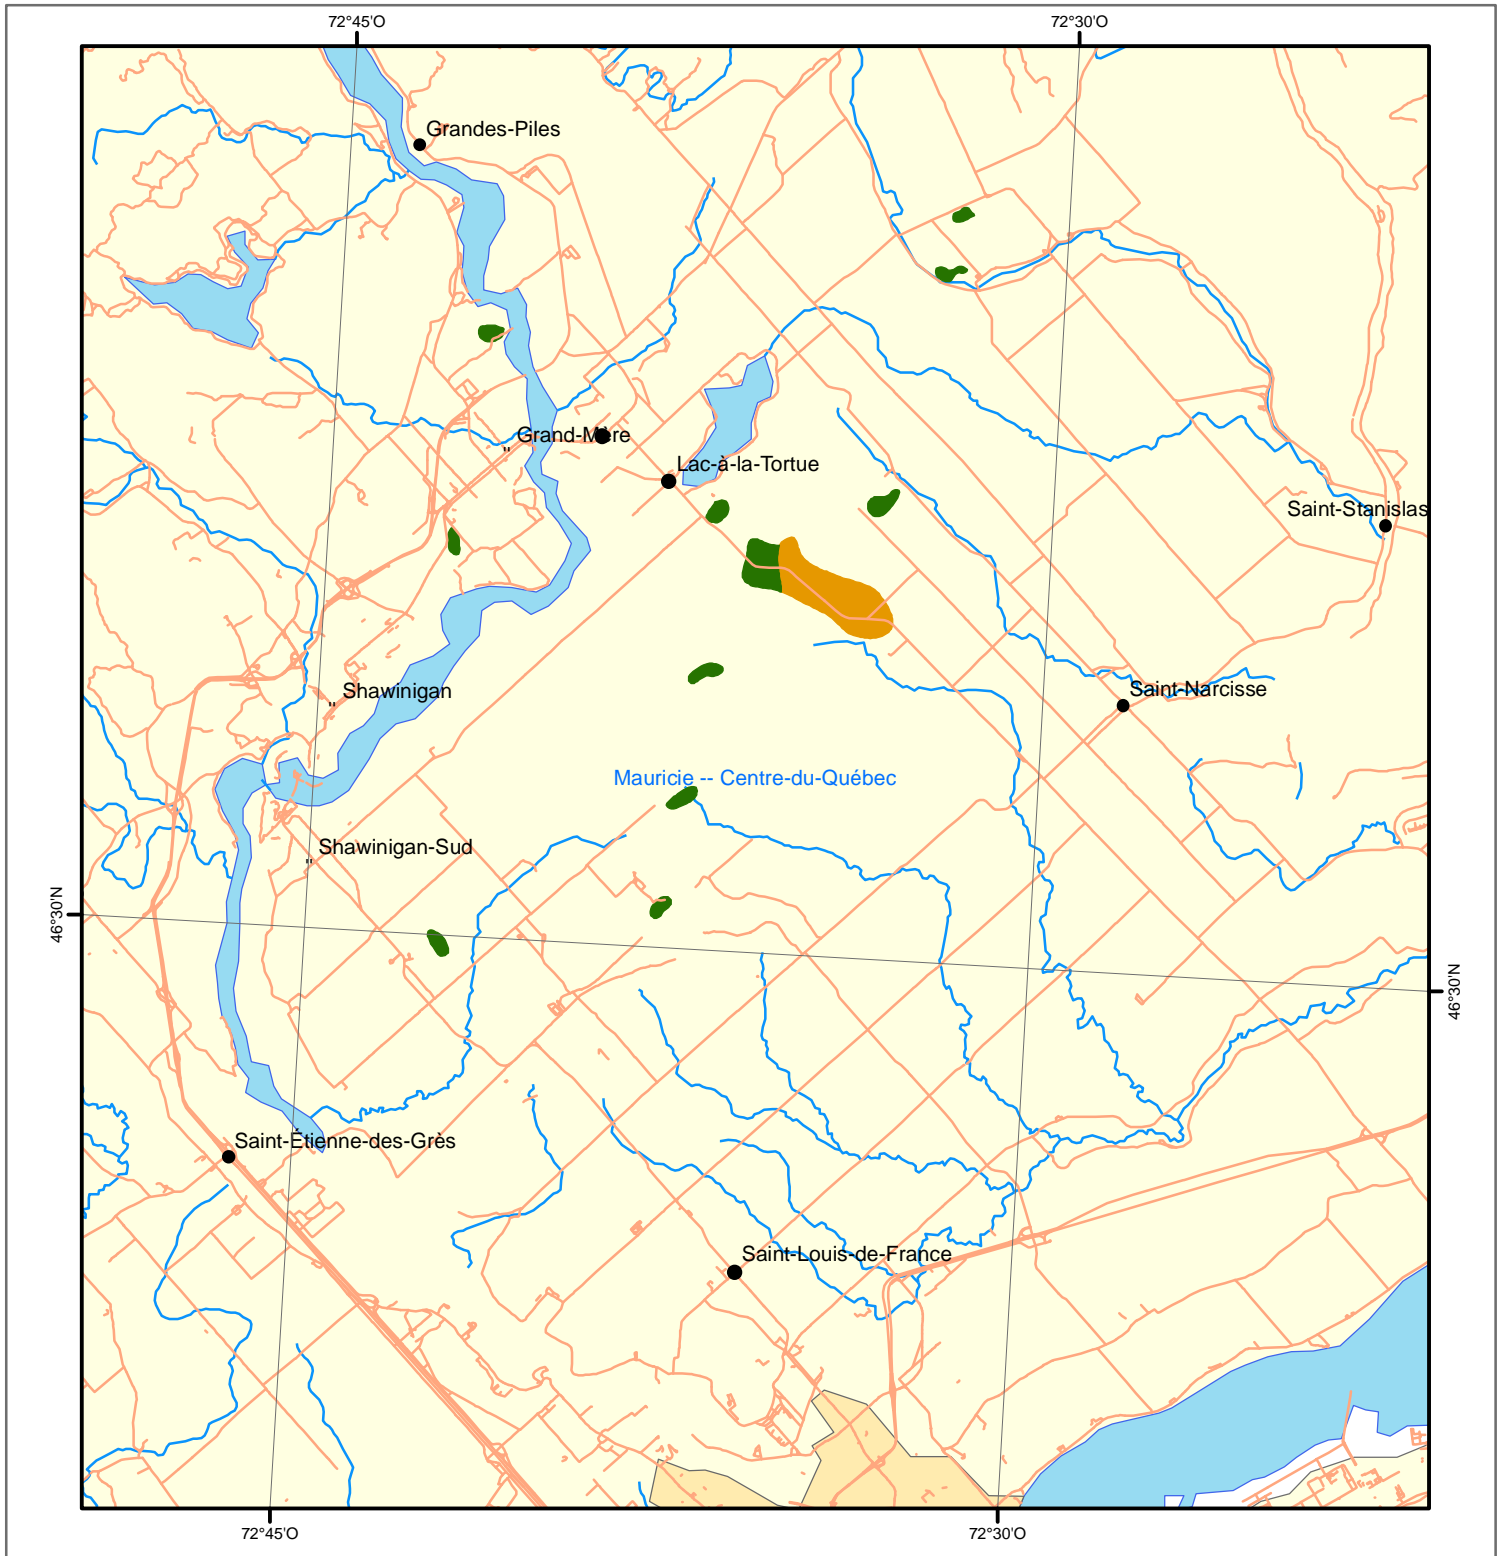 72°45'O
72°30'O
Grandes-Piles
Grand-Mère
Lac-à-la-Tortue
Saint-Stanislas
Shawinigan
Saint-Narcisse
Mauricie -- Centre-du-Québec
Shawinigan-Sud
46°30'N
46°30'N
Saint-Étienne-des-Grès
Saint-Louis-de-France
72°45'O
72°30'O